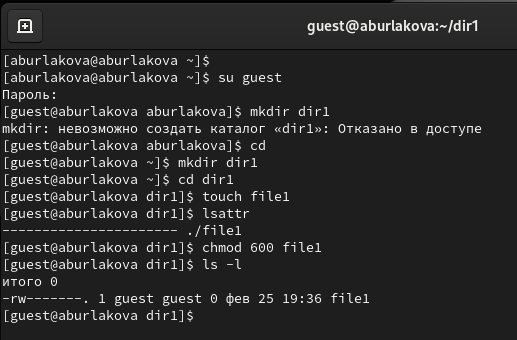 guest@aburlakova:~/dir1
[aburlakova@aburlakova ~]$
[aburlakova@aburlakova ~]$ su guest
Пароль:
[guest@aburlakova aburlakova]$ mkdir dir1
mkdir: невозможно создать каталог «dir1»: Отказано в доступе
[guest@aburlakova aburlakova]$ cd
[guest@aburlakova ~]$ mkdir dir1
[guest@aburlakova ~]$ cd dir1
[guest@aburlakova dir1]$ touch file1
[guest@aburlakova dir1]$ lsattr
---------------------- ./file1
[guest@aburlakova dir1]$ chmod 600 file1
[guest@aburlakova dir1]$ ls -l
итого 0
-rw-------. 1 guest guest 0 фев 25 19:36 file1
[guest@aburlakova dir1]$